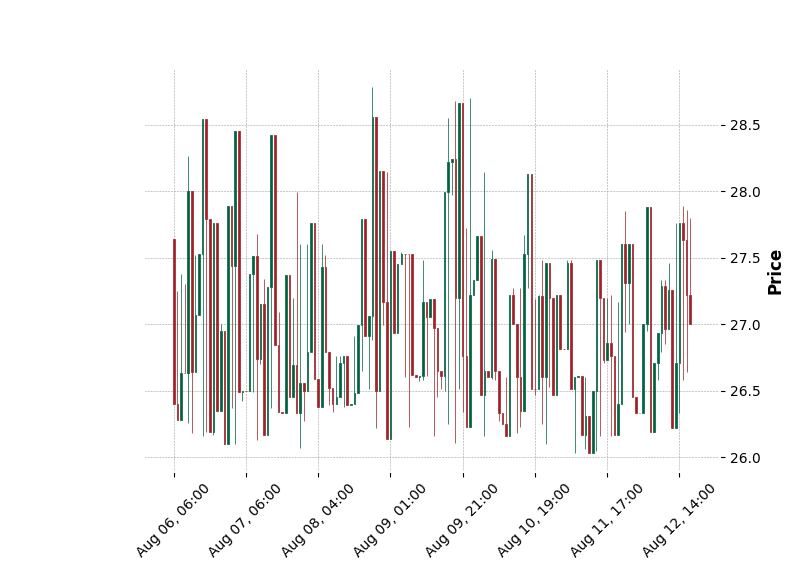 28.5
28.0
27.5
27.0
26.5
26.0
Price
Aug 06, 06:00
Aug 07, 06:00
Aug 08, 04:00
Aug 09, 01:00
Aug 09, 21:00
Aug 10, 19:00
Aug 11, 17:00
Aug 12, 14:00